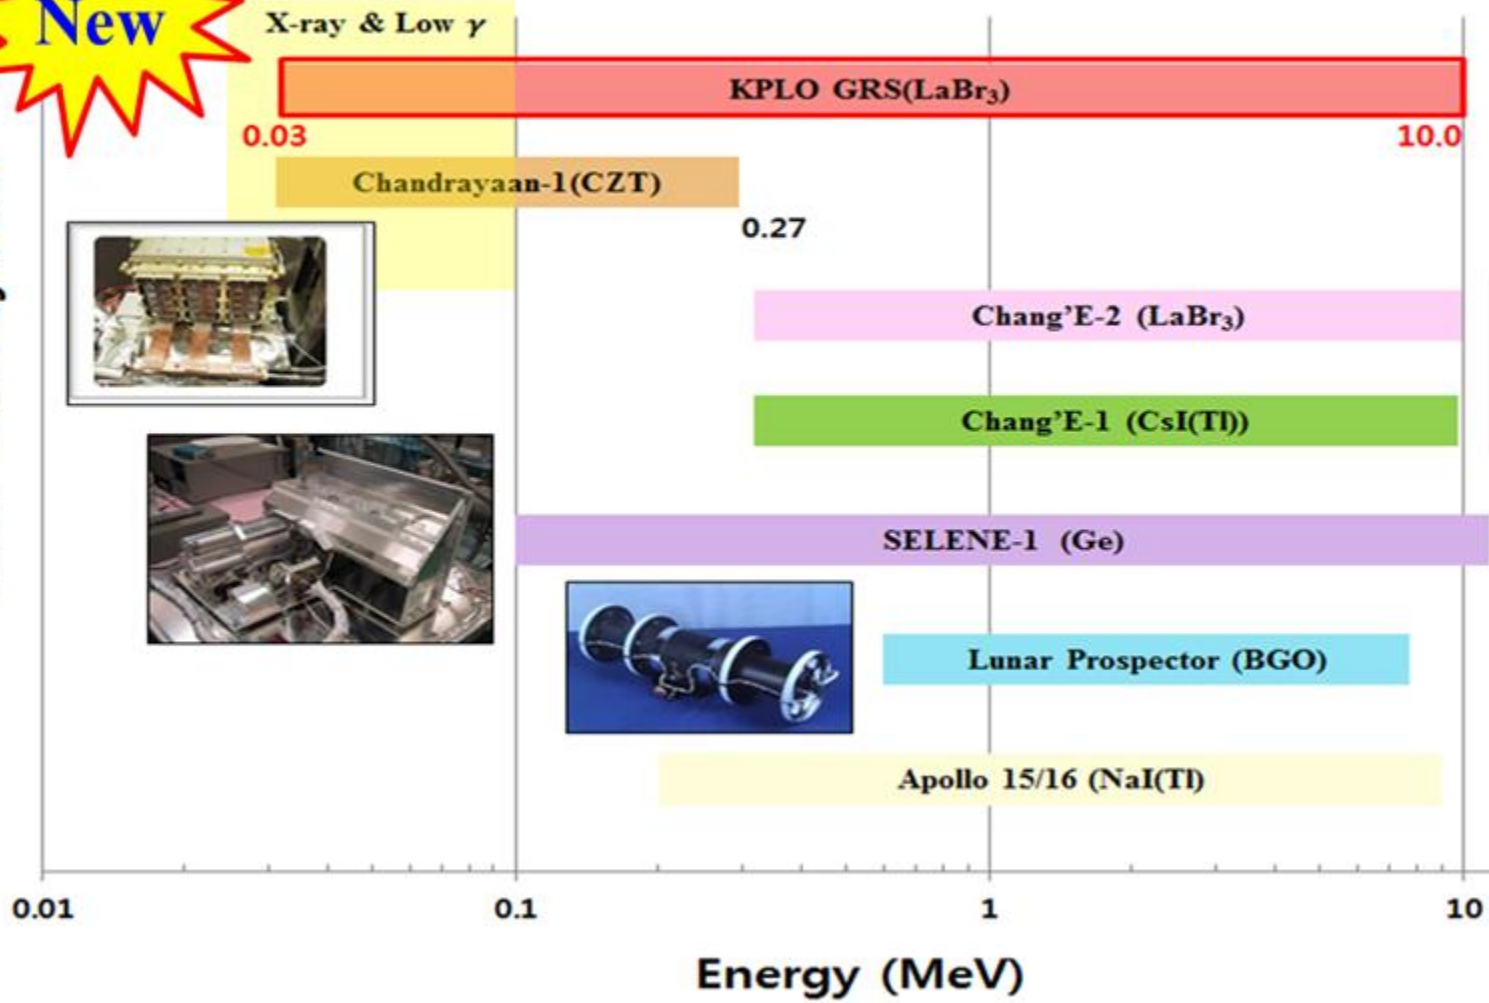 New
X-ray & Low γ
KPLO GRS(LaBr₃)
0.03
10.0
Chandrayaan-1(CZT)
0.27
Chang’E-2 (LaBr₃)
Chang’E-1 (CsI(Tl))
SELENE-1 (Ge)
Lunar Prospector (BGO)
Apollo 15/16 (NaI(Tl)
0.01
0.1
1
10
Energy (MeV)